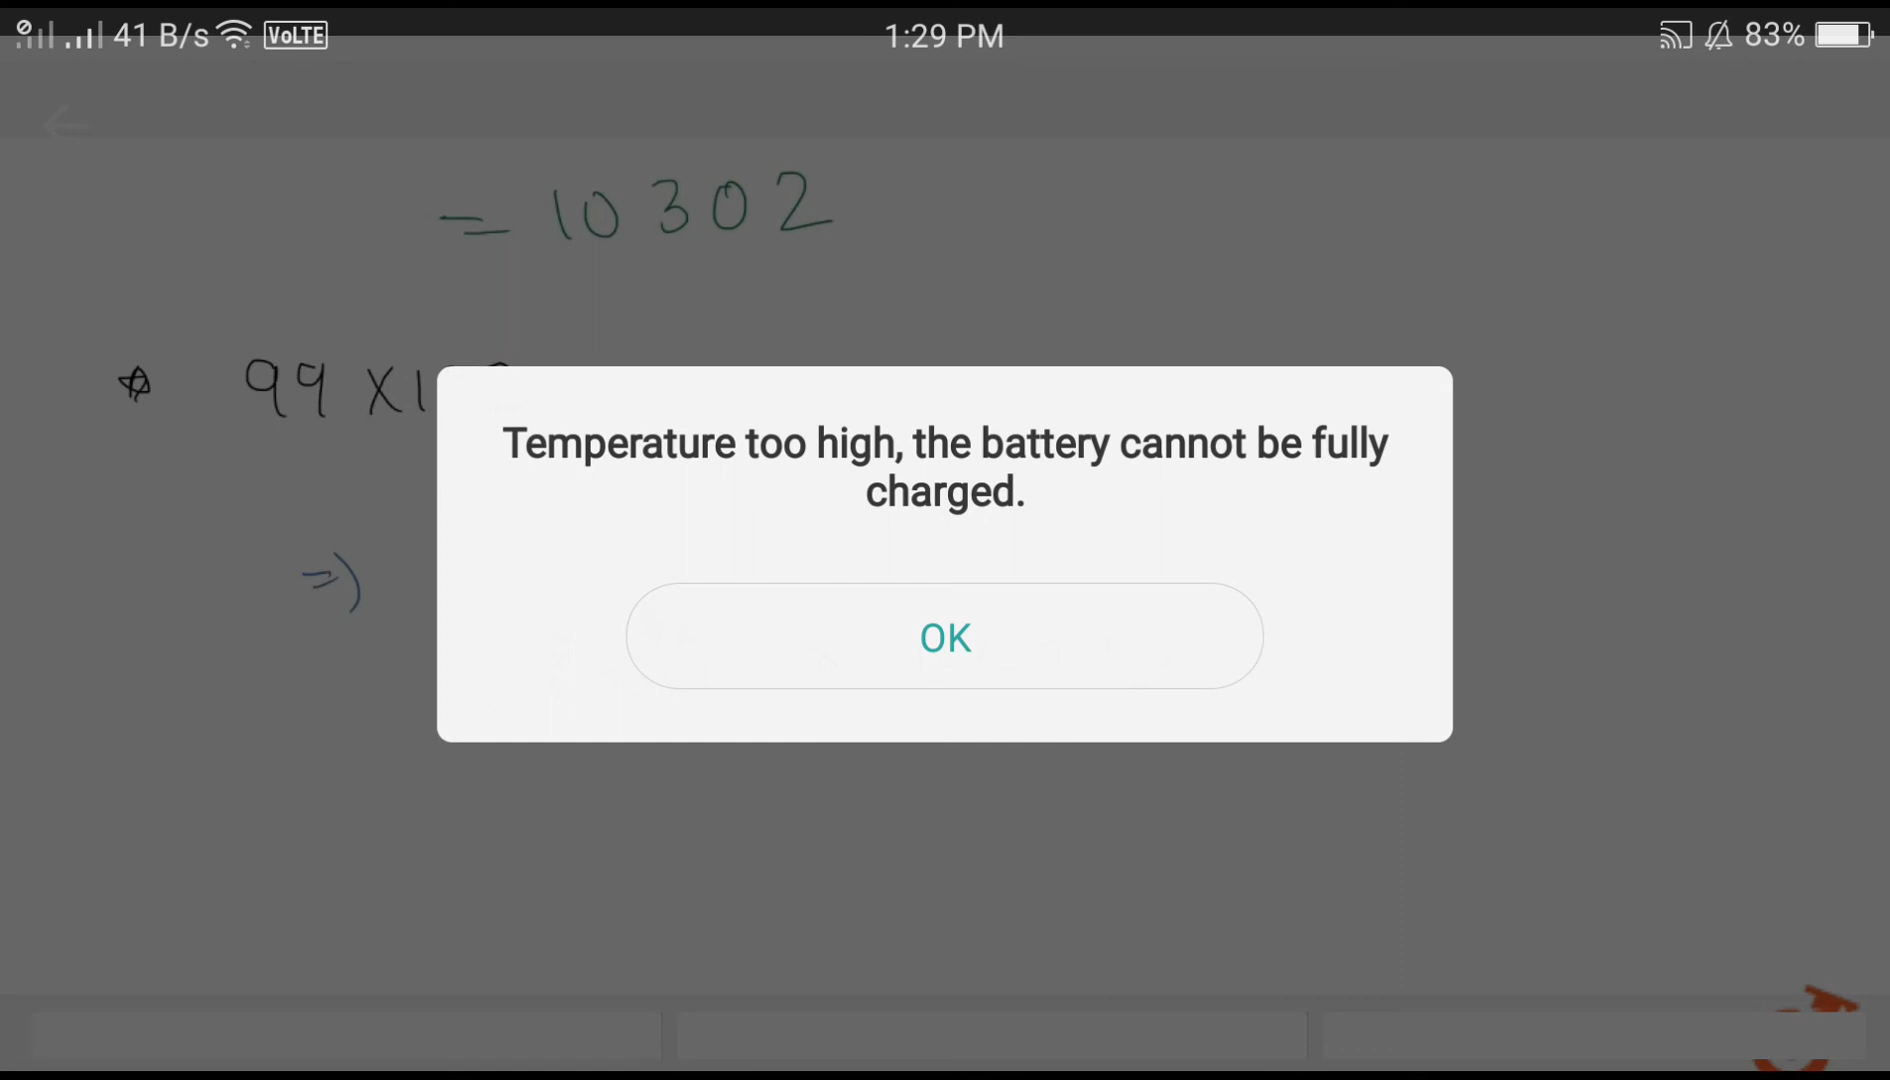 41 B/s VoLTE 1:29 PM 83%
= 10302
99 X1
Temperature too high, the battery cannot be fully
charged.
=)
OK